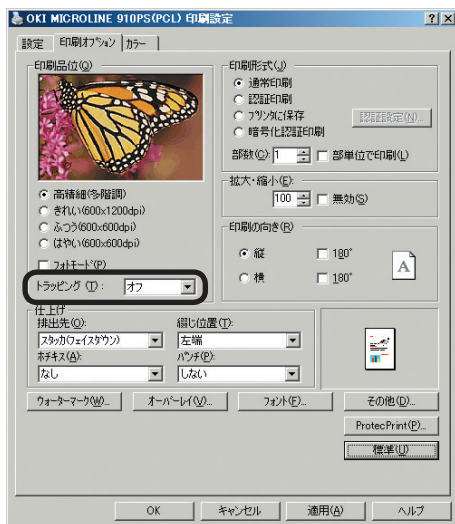 OKI MICROLINE 910PS(PCL) 印刷設定
設定 印刷オプション カラー
印刷品位(Q)
高精細(多階調)
きれい(600x1200dpi)
ふつう(600x600dpi)
はやい(600x600dpi)
フォトモード(P)
トラッピング (T): オフ
印刷形式(J)
通常印刷
認証印刷
プリンタに保存
暗号化認証印刷
認証設定(N)...
部数(C): 1 部単位で印刷(L)
拡大・縮小(E):
100 無効(S)
印刷の向き(R)
縦 180°
横 180°
A
仕上げ
排出先(O): 綴じ位置(T):
スタッカ(フェイスダウン) 左端
ホチキス(A): パンチ(P):
なし しない
ウォーターマーク(W)... オーバーレイ(V)... フォント(F)... その他(D)...
ProtecPrint(P)...
標準(U)
OK キャンセル 適用(A) ヘルプ